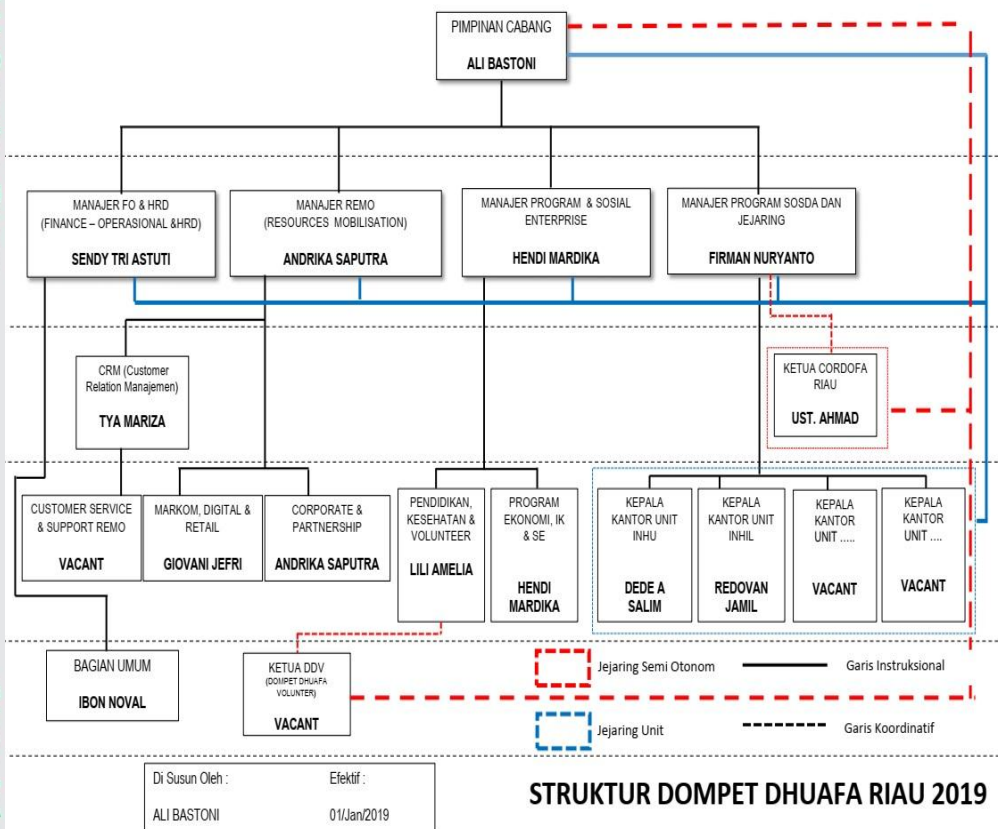 PIMPINAN CABANG
ALI BASTONI
MANAJER FO & HRD
(FINANCE – OPERASIONAL &HRD)
SENDY TRI ASTUTI
MANAJER REMO
(RESOURCES MOBILISATION)
ANDRIKA SAPUTRA
MANAJER PROGRAM & SOSIAL
ENTERPRISE
HENDI MARDIKA
MANAJER PROGRAM SOSDA DAN
JEJARING
FIRMAN NURYANTO
CRM (Customer
Relation Manajemen)
TYA MARIZA
KETUA CORDOFA
RIAU
UST. AHMAD
CUSTOMER SERVICE
& SUPPORT REMO
VACANT
MARKOM, DIGITAL &
RETAIL
GIOVANI JEFRI
CORPORATE &
PARTNERSHIP
ANDRIKA SAPUTRA
PENDIDIKAN,
KESEHATAN &
VOLUNTEER
LILI AMELIA
PROGRAM
EKONOMI, IK
& SE
HENDI
MARDIKA
KEPALA
KANTOR UNIT
INHU
DEDE A
SALIM
KEPALA
KANTOR UNIT
INHIL
REDOVAN
JAMIL
KEPALA
KANTOR
UNIT .....
VACANT
KEPALA
KANTOR
UNIT ....
VACANT
BAGIAN UMUM
IBON NOVAL
KETUA DDV
(DOMPET DHUAFA
VOLUNTER)
VACANT
Jejaring Semi Otonom
Garis Instruksional
Jejaring Unit
Garis Koordinatif
Di Susun Oleh :
Efektif :
ALI BASTONI
01/Jan/2019
STRUKTUR DOMPET DHUAFA RIAU 2019